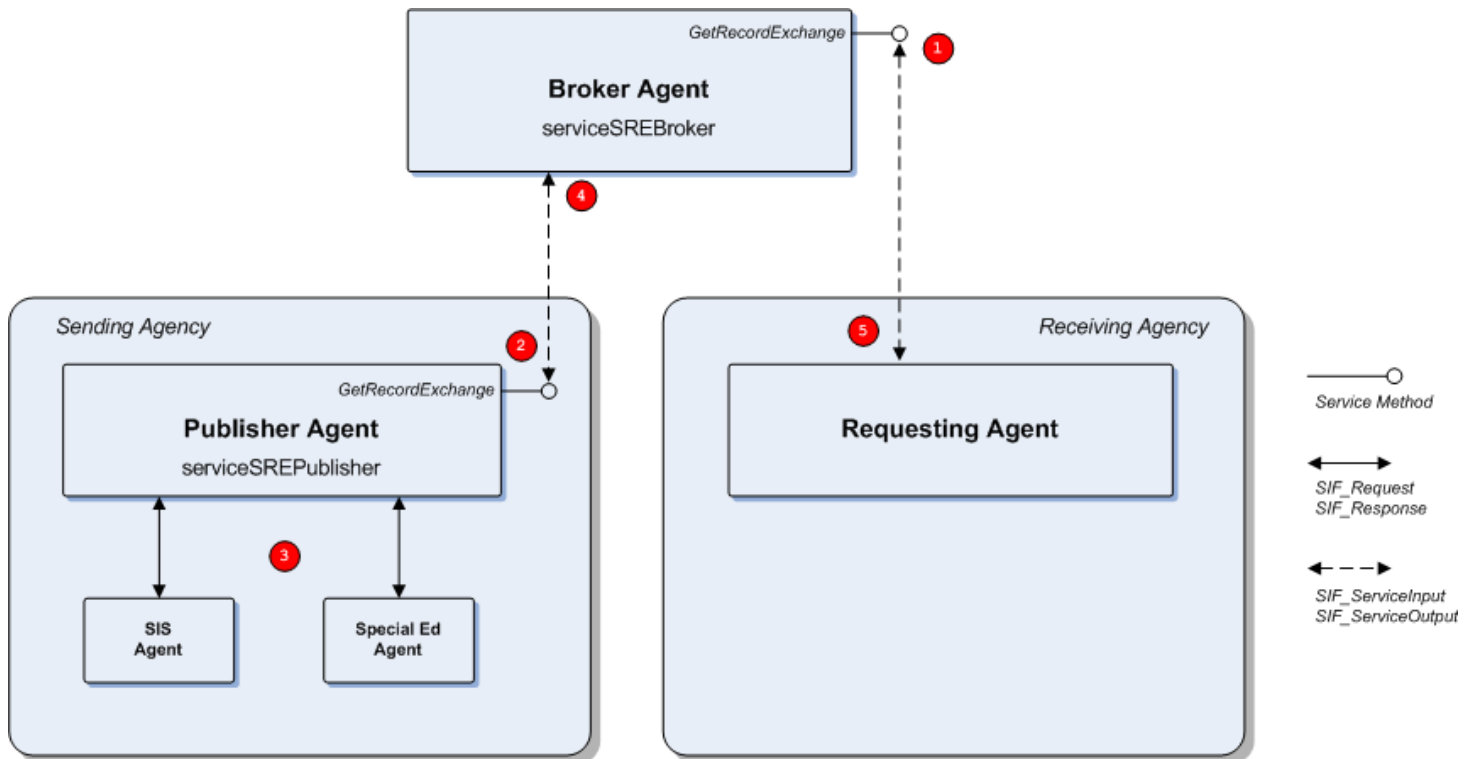 GetRecordExchange
1
Broker Agent
serviceSREBroker
4
Sending Agency
2
GetRecordExchange
Publisher Agent
serviceSREPublisher
3
SIS
Agent
Special Ed
Agent
Receiving Agency
5
Requesting Agent
Service Method
SIF_Request
SIF_Response
SIF_ServiceInput
SIF_ServiceOutput